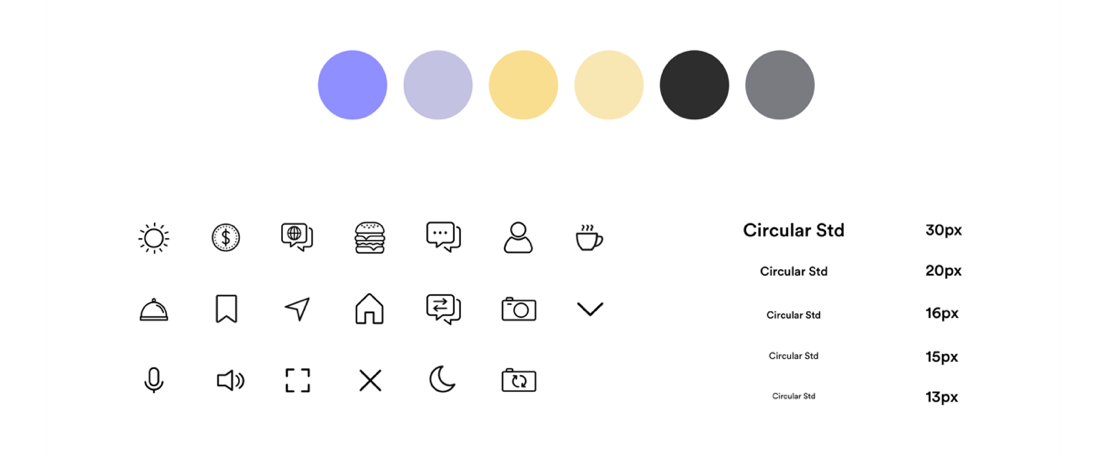 Circular Std 30px
Circular Std 20px
Circular Std 16px
Circular Std 15px
Circular Std 13px